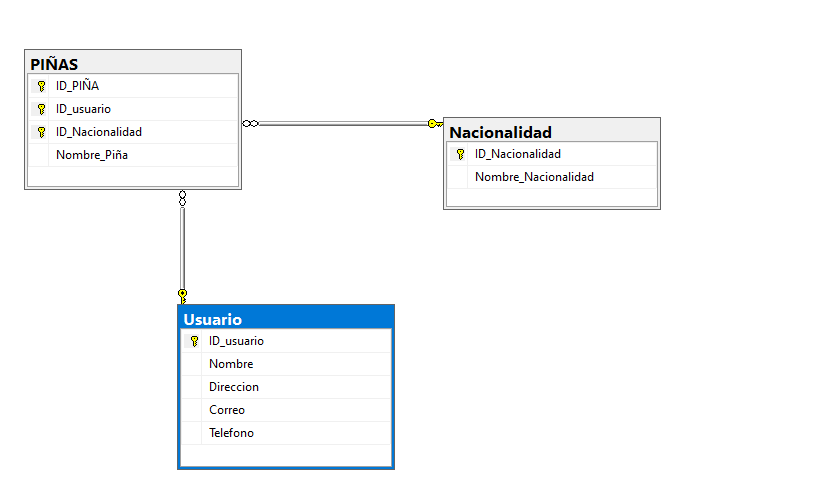 PIÑAS
ID_PIÑA
ID_usuario
ID_Nacionalidad
Nombre_Piña
Nacionalidad
ID_Nacionalidad
Nombre_Nacionalidad
Usuario
ID_usuario
Nombre
Direccion
Correo
Telefono